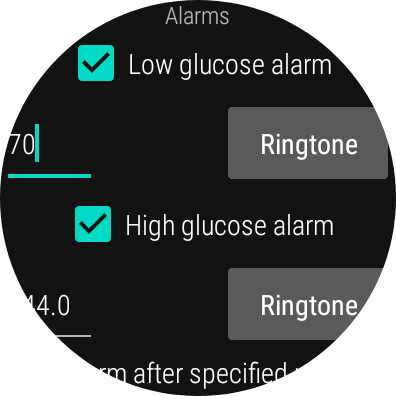 Alarms
Low glucose alarm
70
Ringtone
High glucose alarm
44.0
Ringtone
after specified